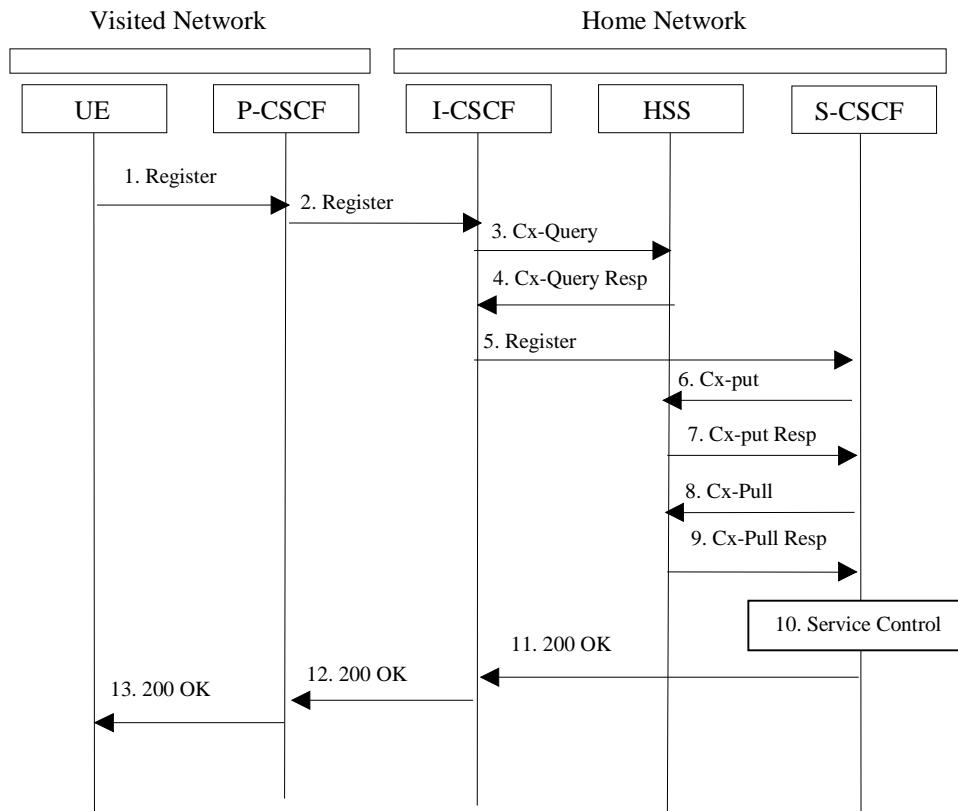 Visited Network
Home Network
UE
P-CSCF
I-CSCF
HSS
S-CSCF
1. Register
2. Register
3. Cx-Query
4. Cx-Query Resp
5. Register
6. Cx-put
7. Cx-put Resp
8. Cx-Pull
9. Cx-Pull Resp
10. Service Control
11. 200 OK
12. 200 OK
13. 200 OK